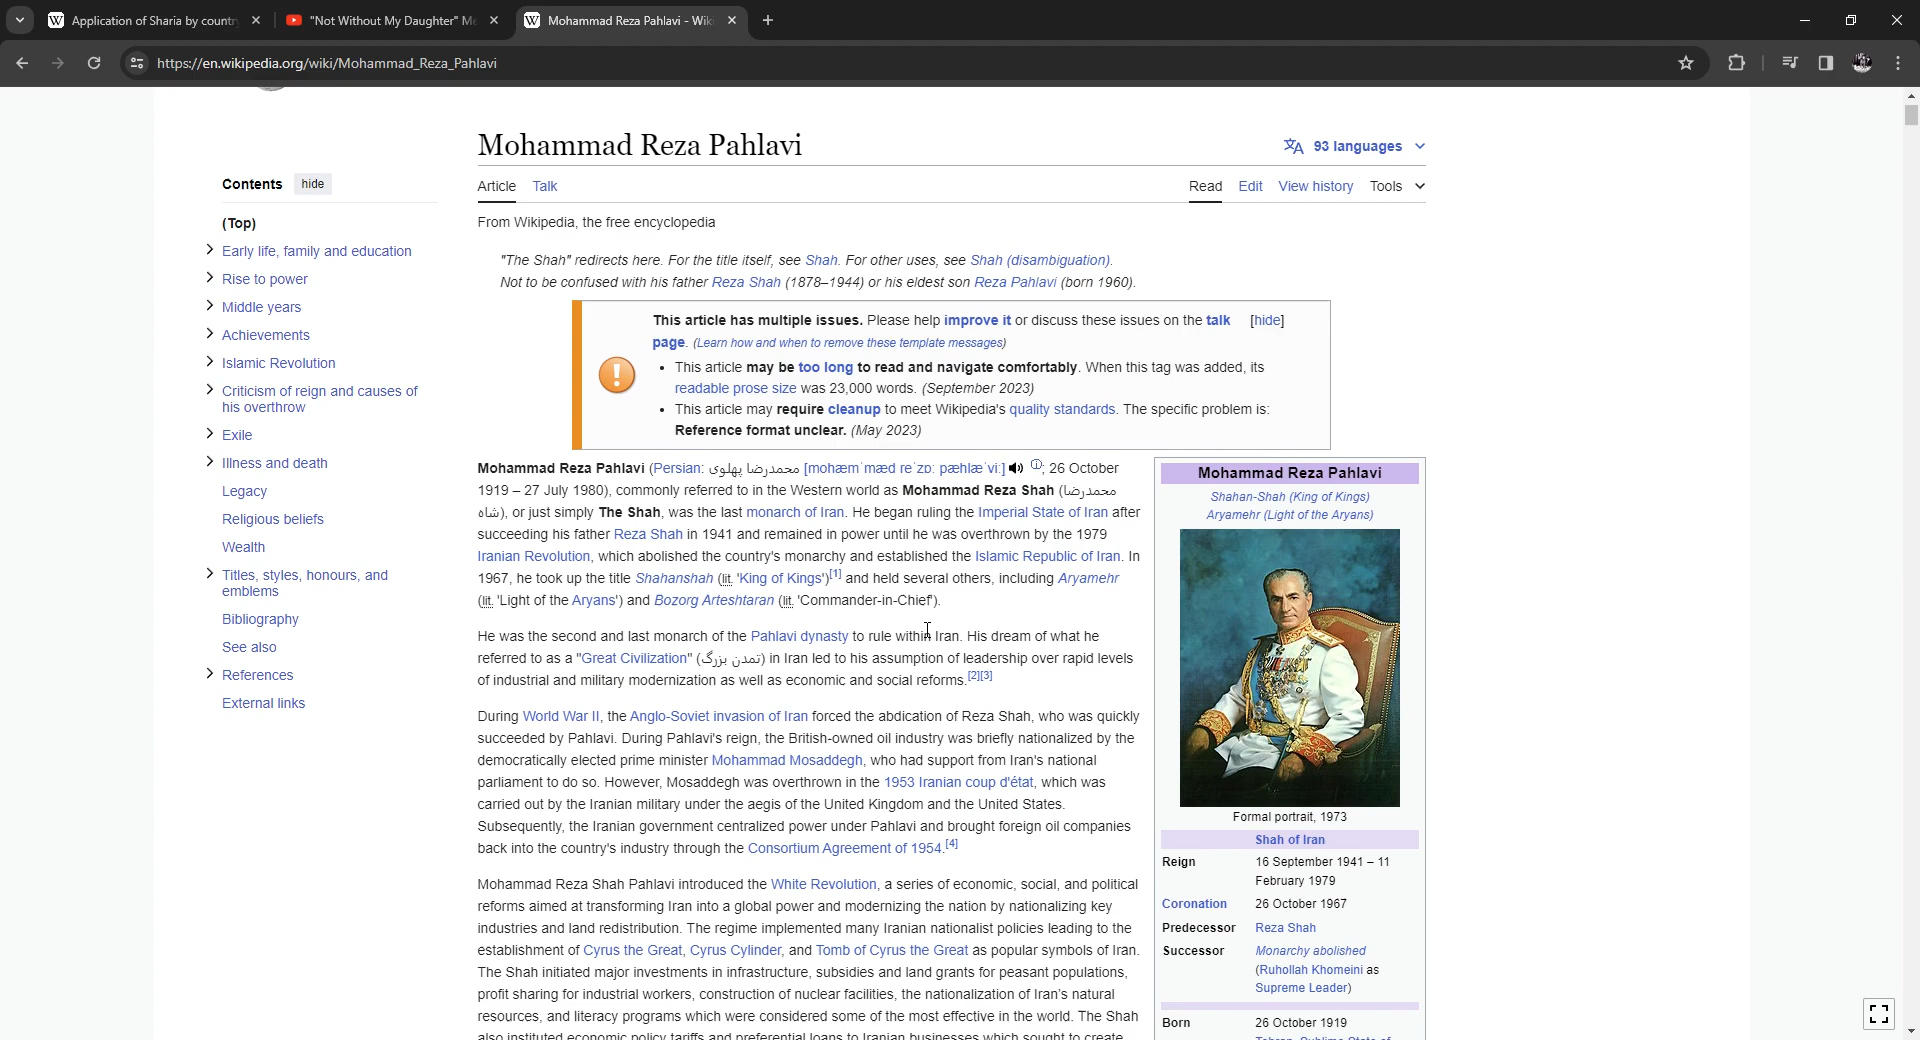 Application of Sharia by countr
"Not Without My Daughter" Me
Mohammad Reza Pahlavi - Wik
https://en.wikipedia.org/wiki/Mohammad_Reza_Pahlavi
Mohammad Reza Pahlavi
93 languages
Contents hide
Article Talk
Read Edit View history Tools
(Top)
Early life, family and education
Rise to power
Middle years
Achievements
Islamic Revolution
Criticism of reign and causes of
his overthrow
Exile
Illness and death
Legacy
Religious beliefs
Wealth
Titles, styles, honours, and
emblems
Bibliography
See also
References
External links
From Wikipedia, the free encyclopedia
"The Shah" redirects here. For the title itself, see Shah. For other uses, see Shah (disambiguation).
Not to be confused with his father Reza Shah (1878–1944) or his eldest son Reza Pahlavi (born 1960).
This article has multiple issues. Please help improve it or discuss these issues on the talk [hide]
page. (Learn how and when to remove these template messages)
• This article may be too long to read and navigate comfortably. When this tag was added, its
readable prose size was 23,000 words. (September 2023)
• This article may require cleanup to meet Wikipedia's quality standards. The specific problem is:
Reference format unclear. (May 2023)
Mohammad Reza Pahlavi (Persian: محمدرضا پهلوی [mohæmˈmæd reˈzɒː pæhlæˈviː] ⓘ; 26 October
1919 – 27 July 1980), commonly referred to in the Western world as Mohammad Reza Shah (محمدرضا
شاه), or just simply The Shah, was the last monarch of Iran. He began ruling the Imperial State of Iran after
succeeding his father Reza Shah in 1941 and remained in power until he was overthrown by the 1979
Iranian Revolution, which abolished the country's monarchy and established the Islamic Republic of Iran. In
1967, he took up the title Shahanshah (lit. 'King of Kings')[1] and held several others, including Aryamehr
(lit. 'Light of the Aryans') and Bozorg Arteshtaran (lit. 'Commander-in-Chief').
He was the second and last monarch of the Pahlavi dynasty to rule within Iran. His dream of what he
referred to as a "Great Civilization" (تمدن بزرگ) in Iran led to his assumption of leadership over rapid levels
of industrial and military modernization as well as economic and social reforms.[2][3]
During World War II, the Anglo-Soviet invasion of Iran forced the abdication of Reza Shah, who was quickly
succeeded by Pahlavi. During Pahlavi's reign, the British-owned oil industry was briefly nationalized by the
democratically elected prime minister Mohammad Mosaddegh, who had support from Iran's national
parliament to do so. However, Mosaddegh was overthrown in the 1953 Iranian coup d'état, which was
carried out by the Iranian military under the aegis of the United Kingdom and the United States.
Subsequently, the Iranian government centralized power under Pahlavi and brought foreign oil companies
back into the country's industry through the Consortium Agreement of 1954.[4]
Mohammad Reza Shah Pahlavi introduced the White Revolution, a series of economic, social, and political
reforms aimed at transforming Iran into a global power and modernizing the nation by nationalizing key
industries and land redistribution. The regime implemented many Iranian nationalist policies leading to the
establishment of Cyrus the Great, Cyrus Cylinder, and Tomb of Cyrus the Great as popular symbols of Iran.
The Shah initiated major investments in infrastructure, subsidies and land grants for peasant populations,
profit sharing for industrial workers, construction of nuclear facilities, the nationalization of Iran's natural
resources, and literacy programs which were considered some of the most effective in the world. The Shah
also instituted economic policy tariffs and preferential loans to Iranian businesses which sought to create
Mohammad Reza Pahlavi
Shahan-Shah (King of Kings)
Aryamehr (Light of the Aryans)
Formal portrait, 1973
Shah of Iran
Reign 16 September 1941 – 11
February 1979
Coronation 26 October 1967
Predecessor Reza Shah
Successor Monarchy abolished
(Ruhollah Khomeini as
Supreme Leader)
Born 26 October 1919